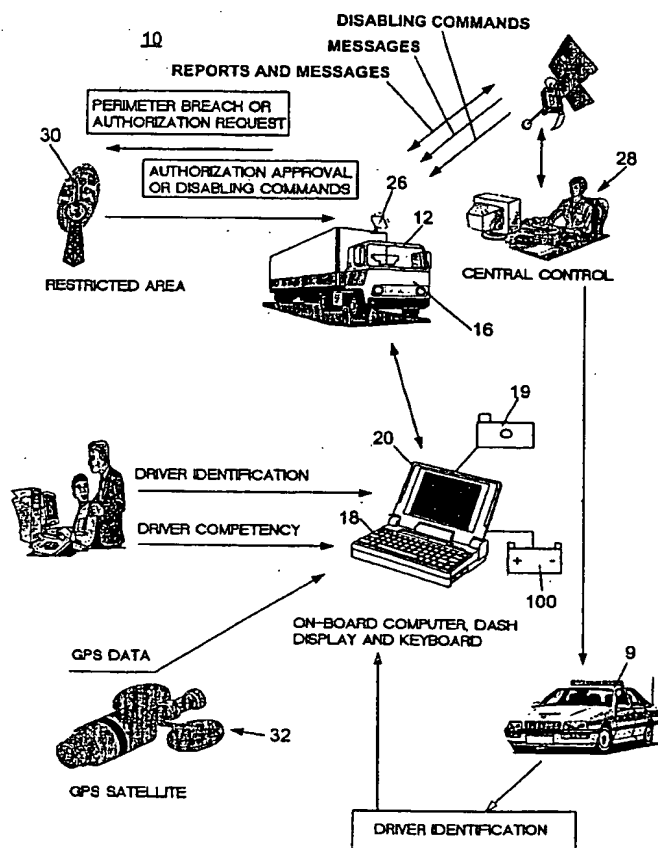 DISABLING COMMANDS
10
MESSAGES
REPORTS AND MESSAGES
PERIMETER BREACH OR
AUTHORIZATION REQUEST
30
AUTHORIZATION APPROVAL
OR DISABLING COMMANDS
26
12
28
RESTRICTED AREA
CENTRAL CONTROL
16
19
20
DRIVER IDENTIFICATION
18
DRIVER COMPETENCY
+ -
100
ON-BOARD COMPUTER, DASH
DISPLAY AND KEYBOARD
GPS DATA
9
32
GPS SATELLITE
DRIVER IDENTIFICATION